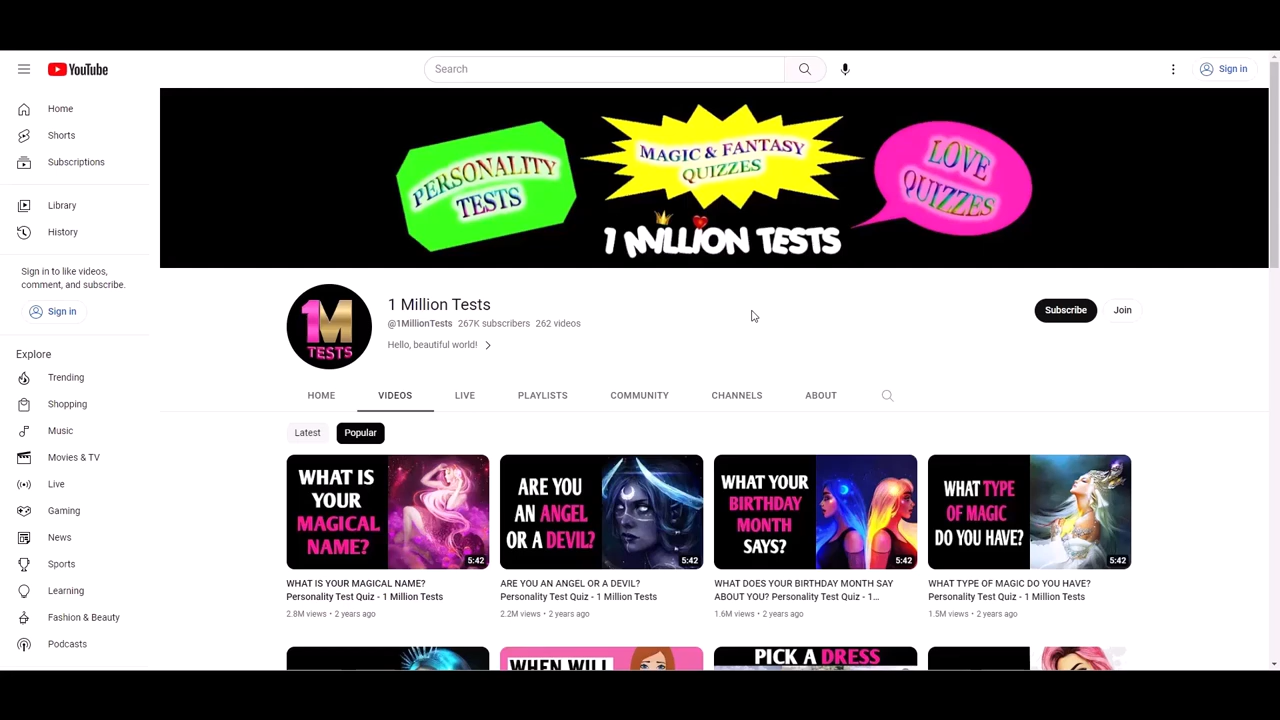 YouTube
Search
Sign in
Home
Shorts
Subscriptions
Library
History
Sign in to like videos,
comment, and subscribe.
Sign in
Explore
Trending
Shopping
Music
Movies & TV
Live
Gaming
News
Sports
Learning
Fashion & Beauty
Podcasts
PERSONALITY
TESTS
MAGIC & FANTASY
QUIZZES
LOVE
QUIZZES
1 MILLION TESTS
1M
TESTS
1 Million Tests
@1MillionTests 267K subscribers 262 videos
Hello, beautiful world!
Subscribe
Join
HOME
VIDEOS
LIVE
PLAYLISTS
COMMUNITY
CHANNELS
ABOUT
Latest
Popular
WHAT IS
YOUR
MAGICAL
NAME?
5:42
WHAT IS YOUR MAGICAL NAME?
Personality Test Quiz - 1 Million Tests
2.8M views • 2 years ago
ARE YOU
AN ANGEL
OR A DEVIL?
5:42
ARE YOU AN ANGEL OR A DEVIL?
Personality Test Quiz - 1 Million Tests
2.2M views • 2 years ago
WHAT YOUR
BIRTHDAY
MONTH
SAYS?
5:42
WHAT DOES YOUR BIRTHDAY MONTH SAY
ABOUT YOU? Personality Test Quiz - 1...
1.6M views • 2 years ago
WHAT TYPE
OF MAGIC
DO YOU HAVE?
5:42
WHAT TYPE OF MAGIC DO YOU HAVE?
Personality Test Quiz - 1 Million Tests
1.5M views • 2 years ago
WHEN WILL
PICK A DRESS